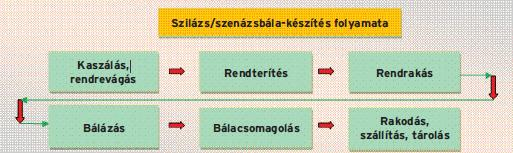 Szilázs/szenázsbála-készítés folyamata
Kaszálás,
rendrevágás
Rendterítés
Rendrakás
Bálázás
Bálacsomagolás
Rakodás,
szállítás, tárolás